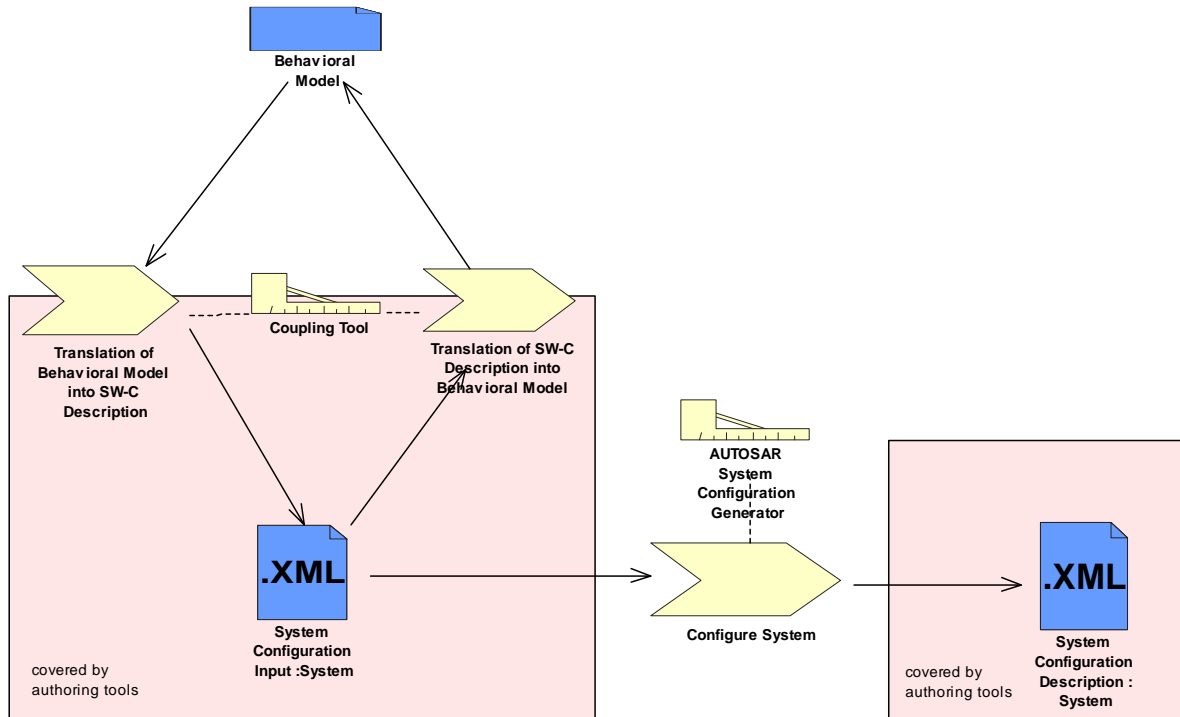 Behavioral
Model
Coupling Tool
Translation of
Behavioral Model
into SW-C
Description
Translation of SW-C
Description into
Behavioral Model
AUTOSAR
System
Configuration
Generator
.XML
System
Configuration
Input :System
covered by
authoring tools
Configure System
.XML
System
Configuration
Description :
System
covered by
authoring tools